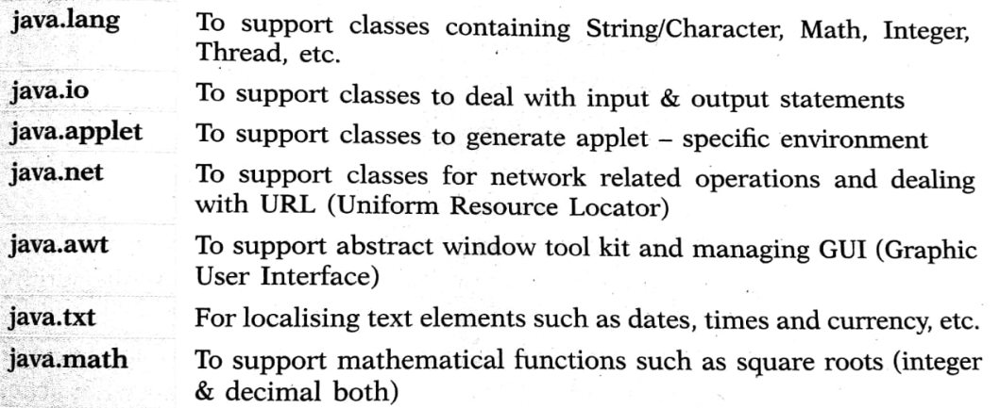 java.lang To support classes containing String/Character, Math, Integer,
Thread, etc.
java.io To support classes to deal with input & output statements
java.applet To support classes to generate applet – specific environment
java.net To support classes for network related operations and dealing
with URL (Uniform Resource Locator)
java.awt To support abstract window tool kit and managing GUI (Graphic
User Interface)
java.txt For localising text elements such as dates, times and currency, etc.
java.math To support mathematical functions such as square roots (integer
& decimal both)